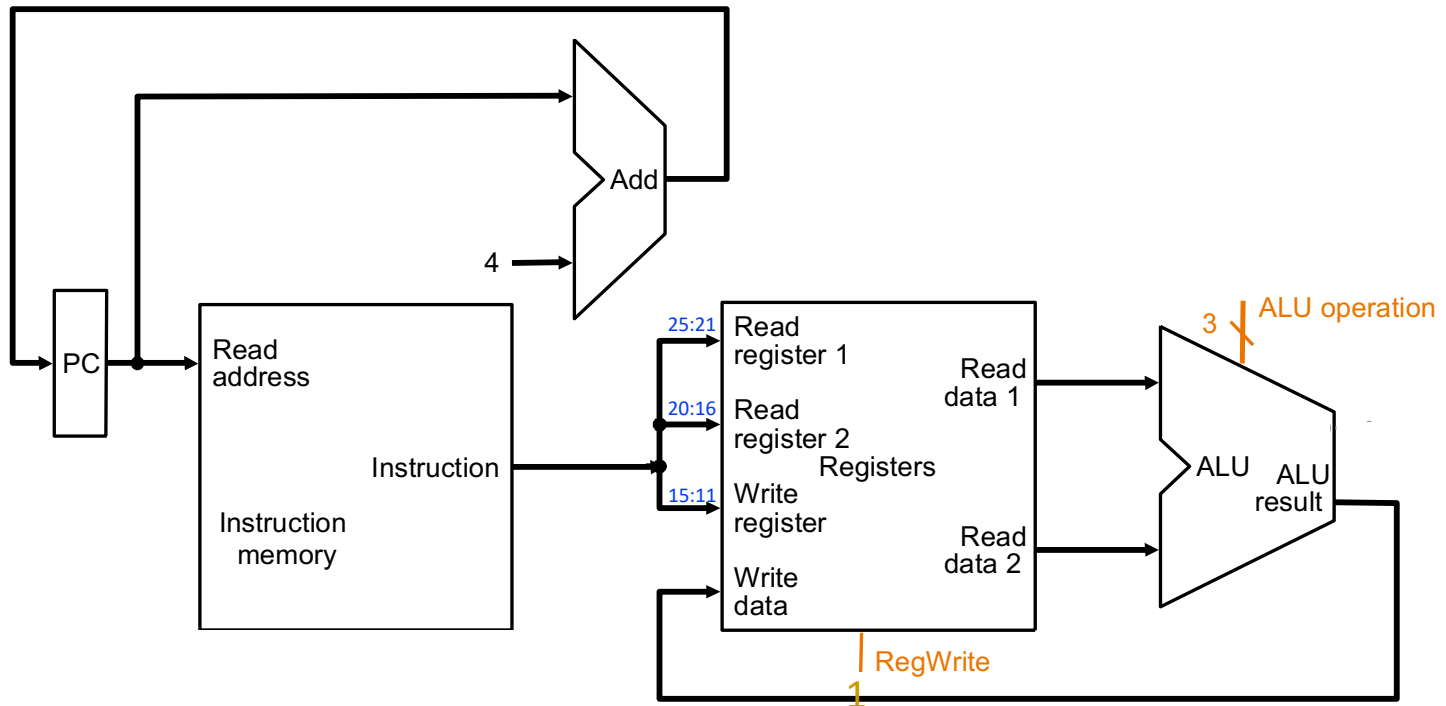 Add
4
PC
Read
address
Instruction
Instruction
memory
25:21
20:16
15:11
Read
register 1
Read
register 2
Registers
Write
register
Write
data
Read
data 1
Read
data 2
RegWrite
1
3
ALU operation
ALU
ALU
result